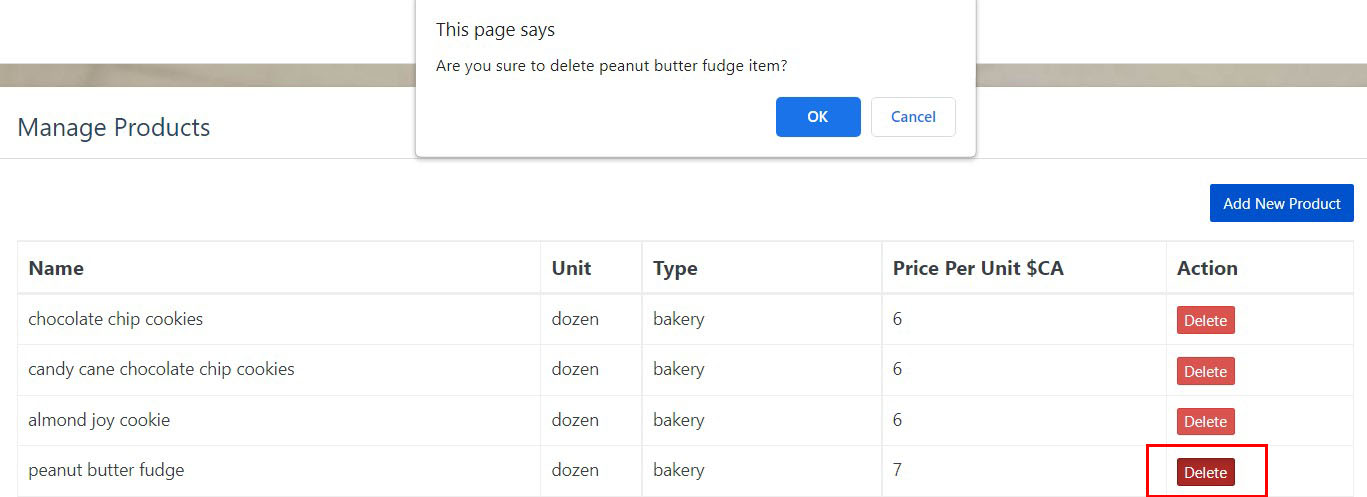 This page says
Are you sure to delete peanut butter fudge item?
OK Cancel
Manage Products
Add New Product
Name Unit Type Price Per Unit $CA Action
chocolate chip cookies dozen bakery 6 Delete
candy cane chocolate chip cookies dozen bakery 6 Delete
almond joy cookie dozen bakery 6 Delete
peanut butter fudge dozen bakery 7 Delete